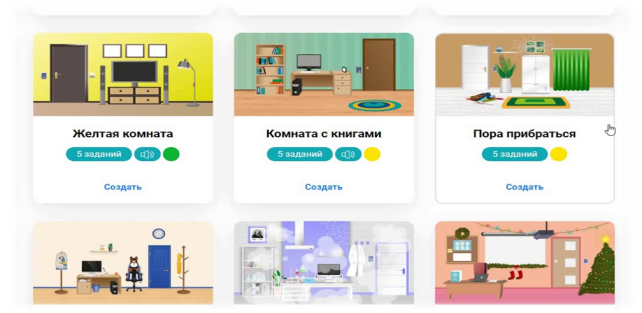 Желтая комната
5 заданий
Создать
Комната с книгами
5 заданий
Создать
Пора прибраться
5 заданий
Создать